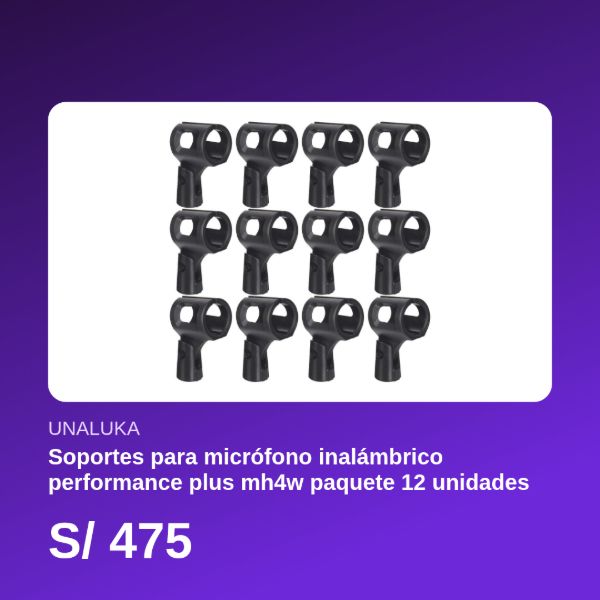 UNALUKA
Soportes para micrófono inalámbrico
performance plus mh4w paquete 12 unidades
S/ 475